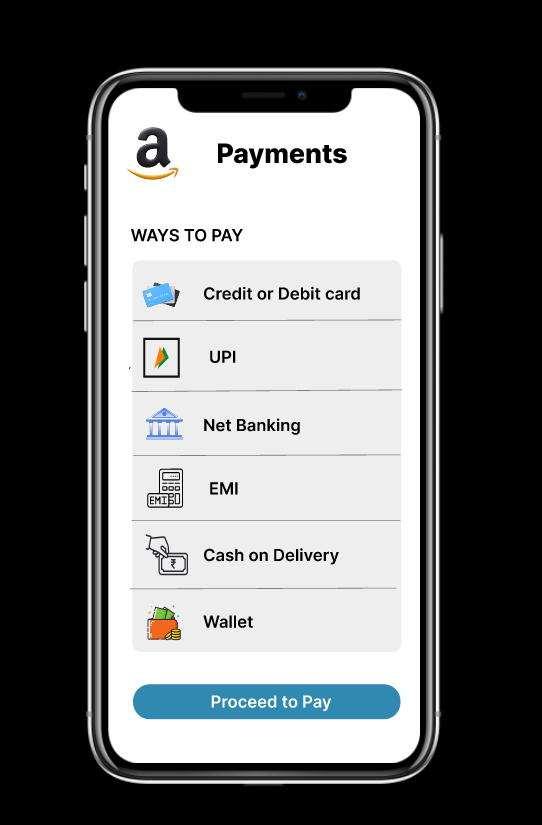 a
Payments
WAYS TO PAY
Credit or Debit card
UPI
Net Banking
EMI
EMI
₹
Cash on Delivery
Wallet
Proceed to Pay